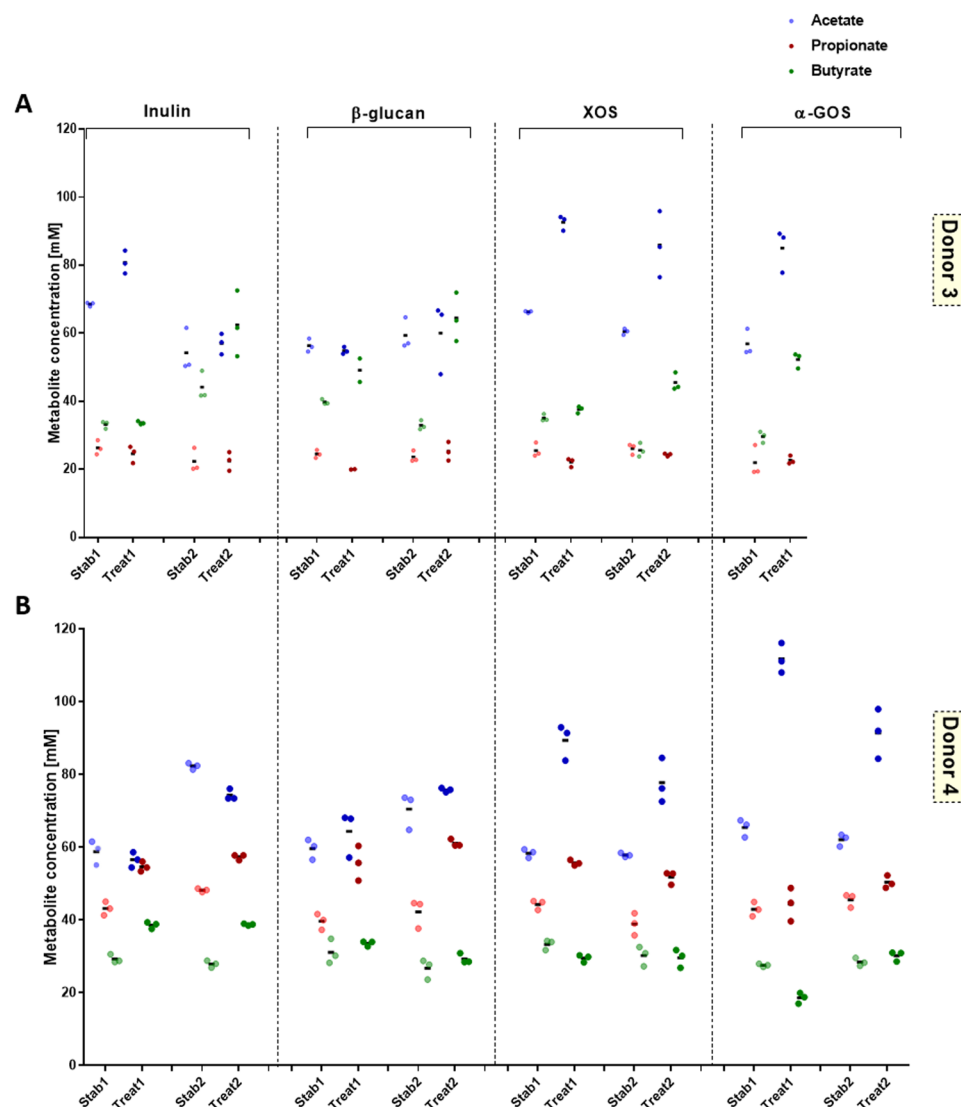 Acetate
Propionate
Butyrate
A
Inulin
β-glucan
XOS
α-GOS
120
100
80
60
40
20
0
Metabolite concentration [mM]
Donor 3
Stab1 Treat1 Stab2 Treat2 Stab1 Treat1 Stab2 Treat2 Stab1 Treat1 Stab2 Treat2 Stab1 Treat1
B
120
100
80
60
40
20
0
Metabolite concentration [mM]
Donor 4
Stab1 Treat1 Stab2 Treat2 Stab1 Treat1 Stab2 Treat2 Stab1 Treat1 Stab2 Treat2 Stab1 Treat1 Stab2 Treat2